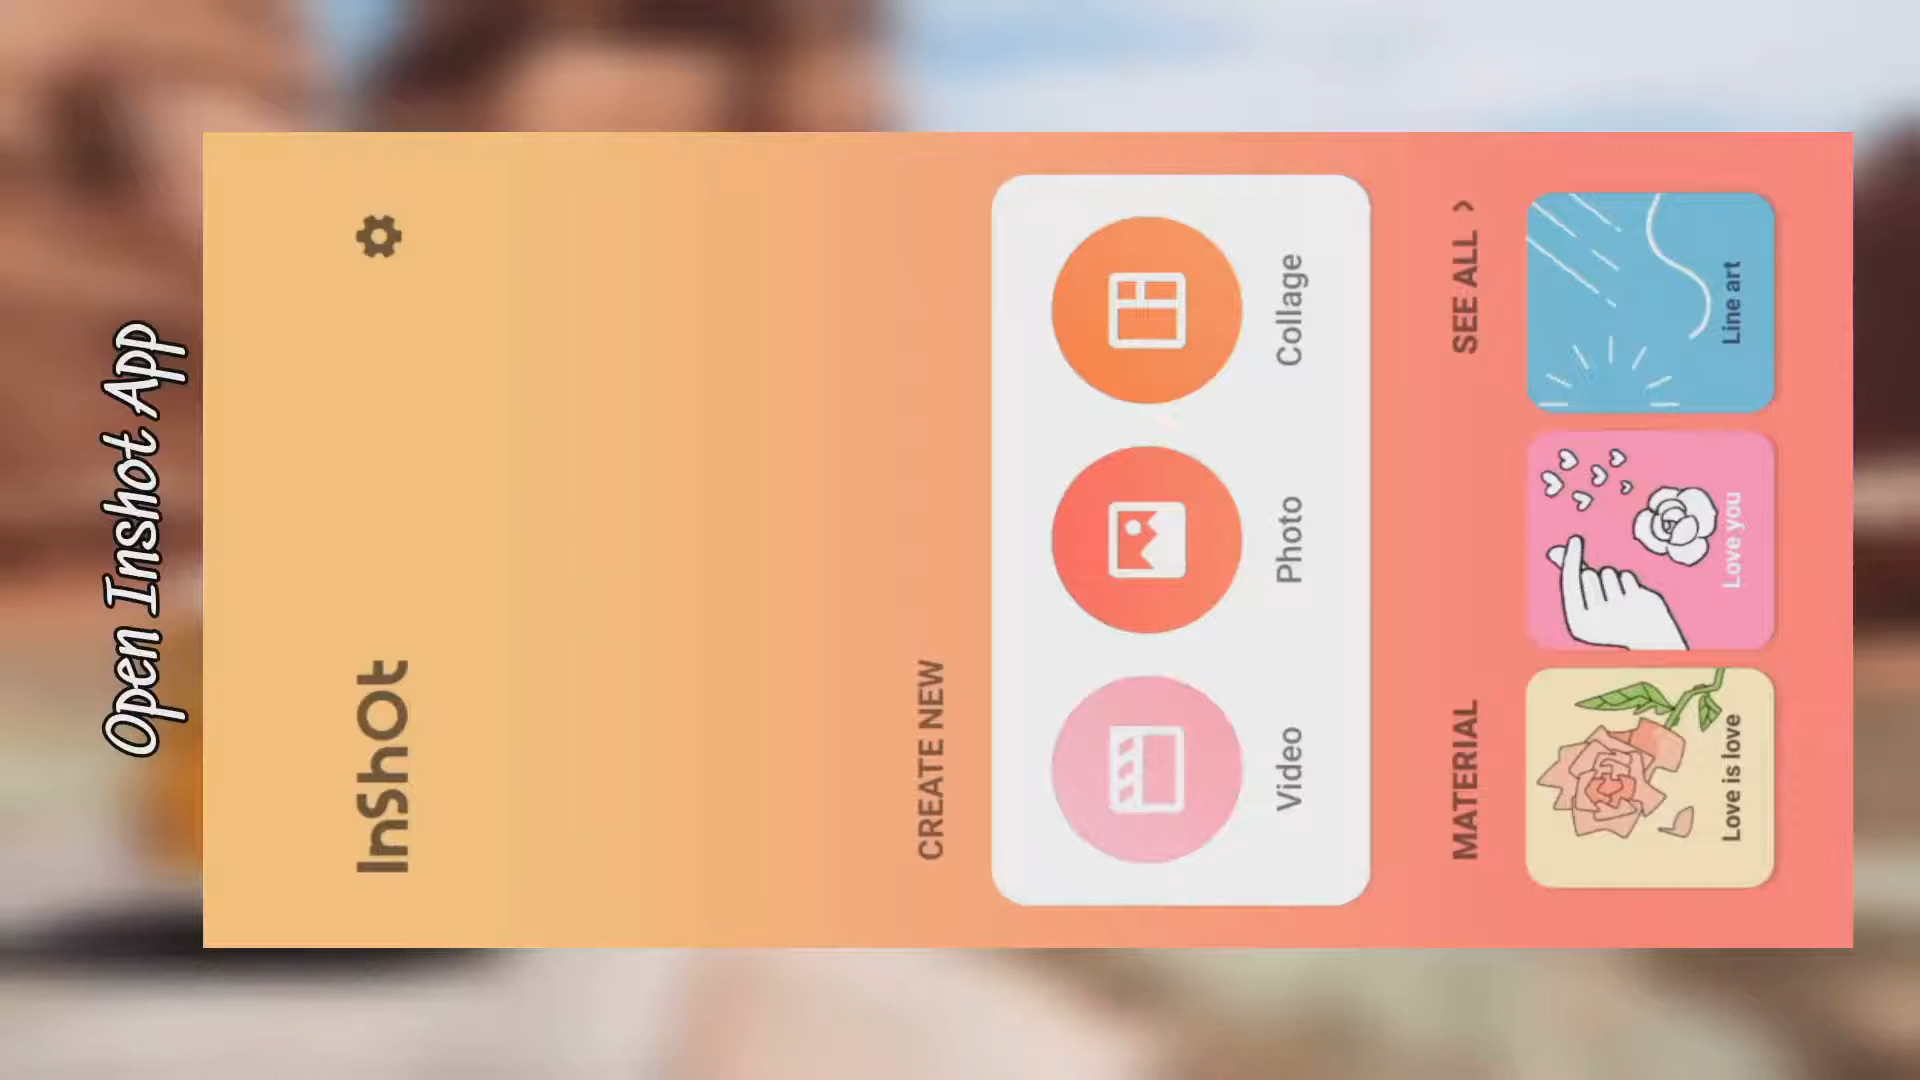 Open Inshot App
InShOt
CREATE NEW
Video
Photo
Collage
MATERIAL
SEE ALL >
Love is love
Love you
Line art